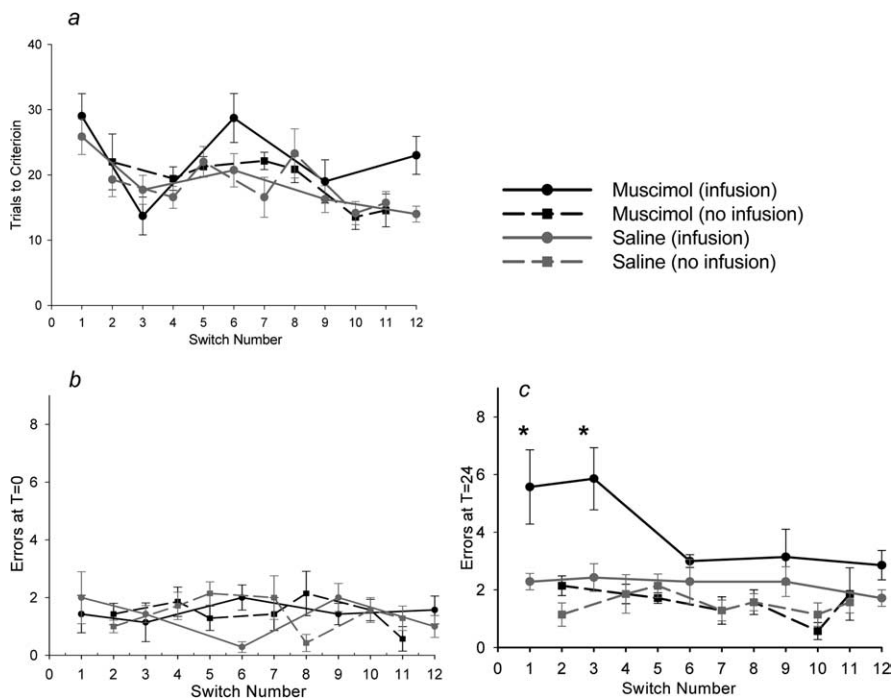 a
40
30
20
10
0
Trials to Criterioin
0 1 2 3 4 5 6 7 8 9 10 11 12
Switch Number
Muscimol (infusion)
Muscimol (no infusion)
Saline (infusion)
Saline (no infusion)
b
8
6
4
2
0
Errors at T=0
0 1 2 3 4 5 6 7 8 9 10 11 12
Switch Number
c
8
6
4
2
0
Errors at T=24
* *
0 1 2 3 4 5 6 7 8 9 10 11 12
Switch Number